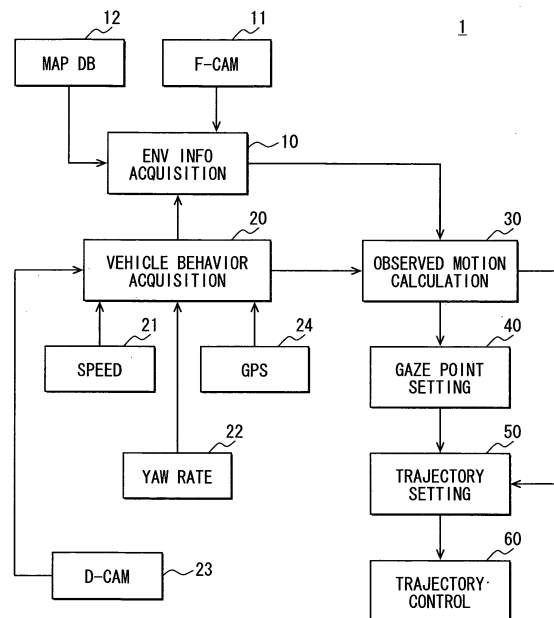 12
11
1
MAP DB
F-CAM
10
ENV INFO
ACQUISITION
20
30
VEHICLE BEHAVIOR
ACQUISITION
OBSERVED MOTION
CALCULATION
21
24
40
SPEED
GPS
GAZE POINT
SETTING
22
50
YAW RATE
TRAJECTORY
SETTING
60
D-CAM
23
TRAJECTORY
CONTROL